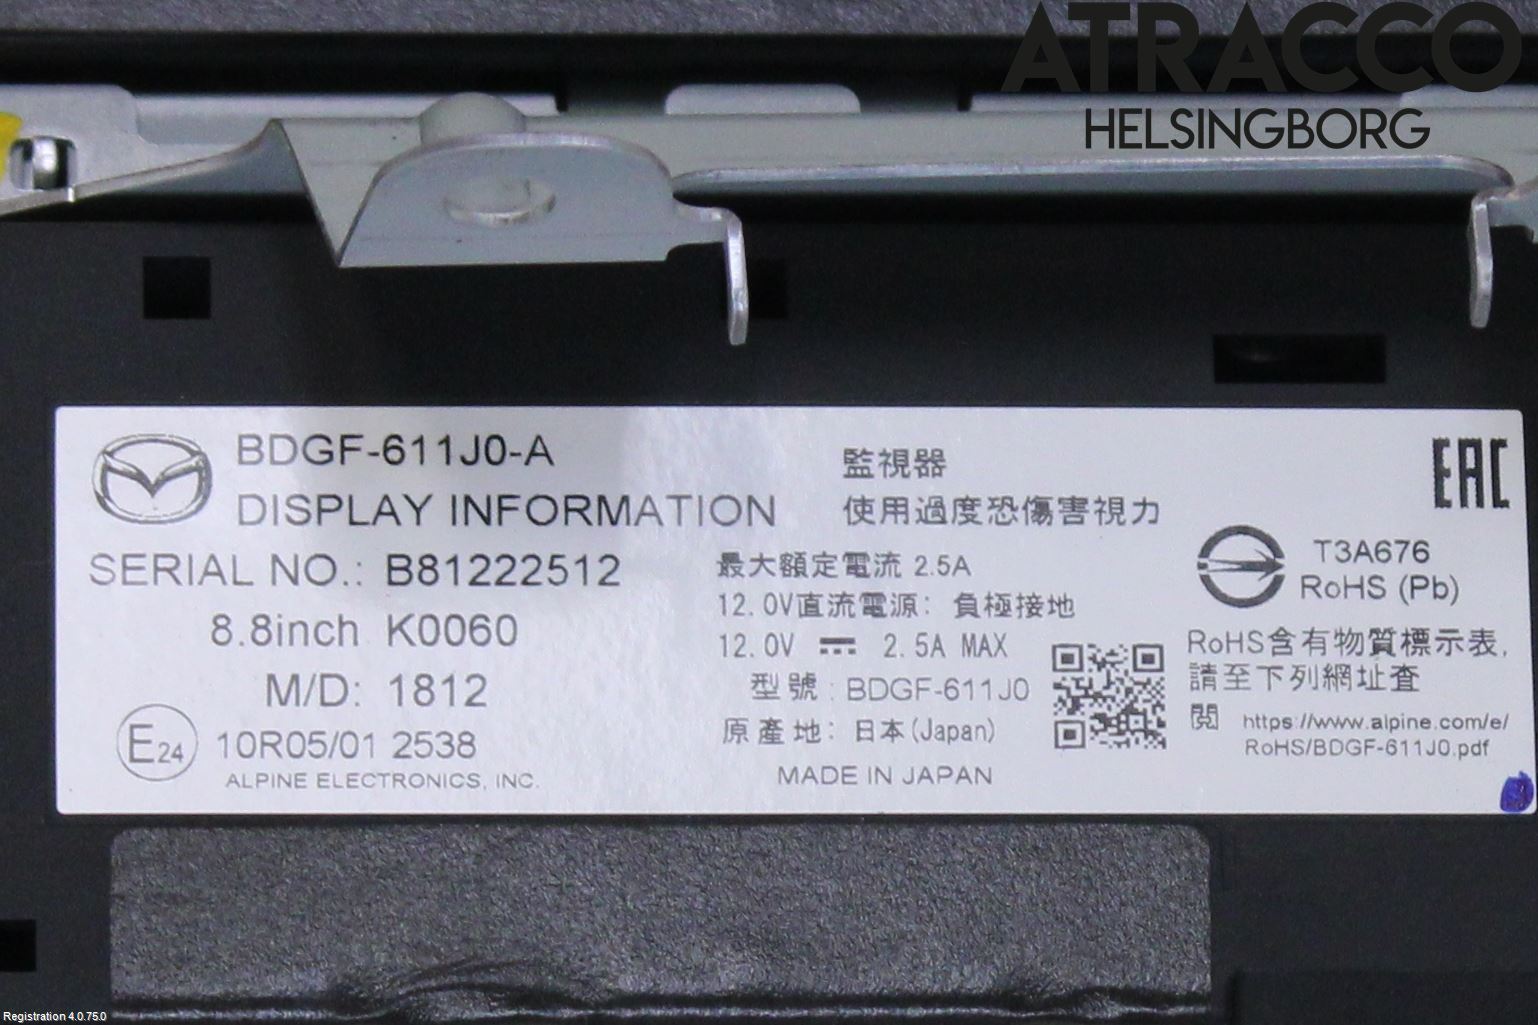 ATRACCO
HELSINGBORG
BDGF-611J0-A
DISPLAY INFORMATION
SERIAL NO.: B81222512
8.8inch K0060
M/D: 1812
E24
10R05/01 2538
ALPINE ELECTRONICS, INC.
監視器
使用過度恐傷害視力
最大額定電流 2.5A
12.0V直流電源: 負極接地
12.0V ⎓ 2.5A MAX
型號: BDGF-611J0
原產地: 日本(Japan)
MADE IN JAPAN
EAC
T3A676
RoHS (Pb)
RoHS含有物質標示表,
請至下列網址查
閱 https://www.alpine.com/e/
RoHS/BDGF-611J0.pdf
Registration 4.0.75.0